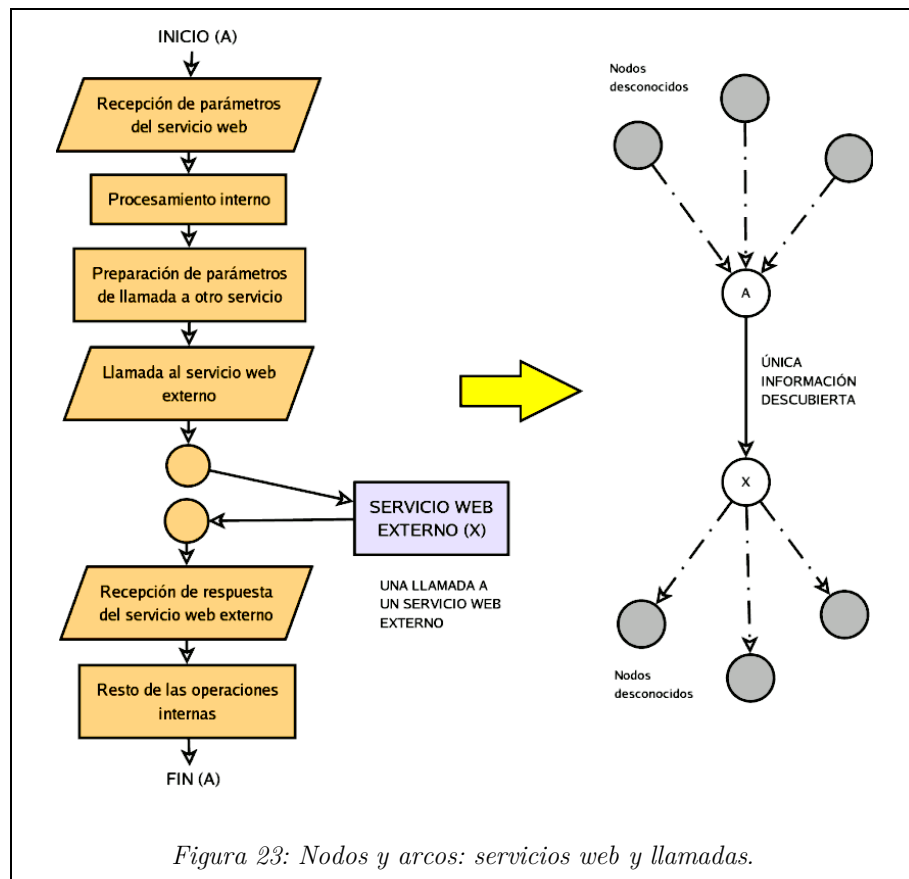 INICIO (A)
Recepción de parámetros
del servicio web
Procesamiento interno
Preparación de parámetros
de llamada a otro servicio
Llamada al servicio web
externo
SERVICIO WEB
EXTERNO (X)
UNA LLAMADA A
UN SERVICIO WEB
EXTERNO
Recepción de respuesta
del servicio web externo
Resto de las operaciones
internas
FIN (A)
Nodos
desconocidos
A
ÚNICA
INFORMACIÓN
DESCUBIERTA
X
Nodos
desconocidos
Figura 23: Nodos y arcos: servicios web y llamadas.